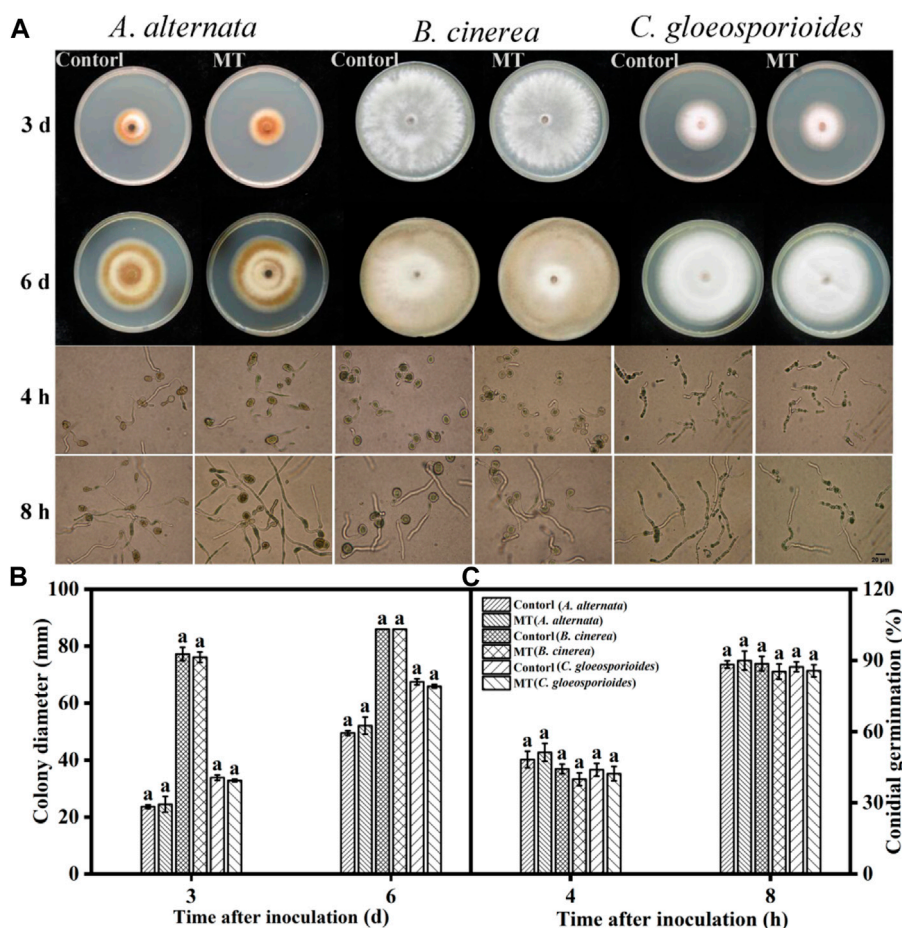 A
A. alternata B. cinerea C. gloeosporioides
Contorl MT Contorl MT Contorl MT
3 d
6 d
4 h
8 h
20 μm
B
100
80
60
40
20
0
Colony diameter (mm)
a a a a a a
a a a a a a
3 6
Time after inoculation (d)
C
Contorl (A. alternata)
MT(A. alternata)
Contorl (B. cinerea)
MT(B. cinerea)
Contorl (C. gloeosporioides)
MT(C. gloeosporioides)
a a a a a a
a a a a a a
4 8
Time after inoculation (h)
120
90
60
30
0
Conidial germinnation (%)